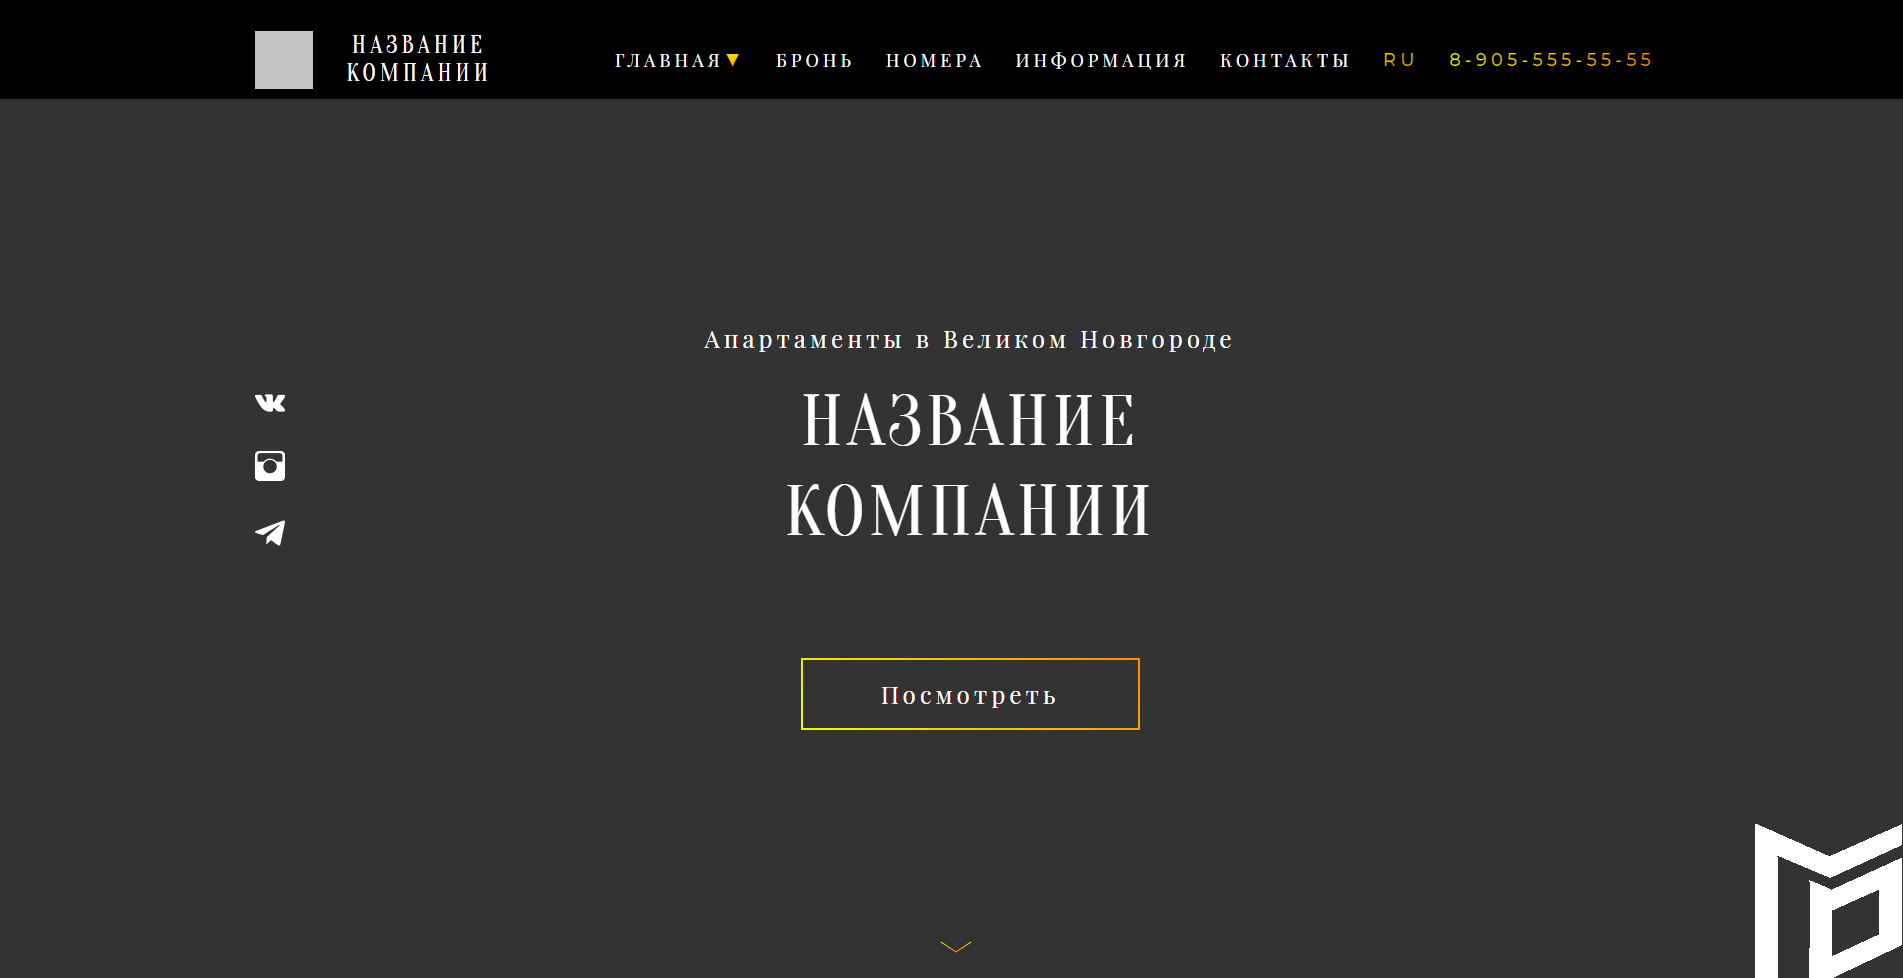 НАЗВАНИЕ
КОМПАНИИ
ГЛАВНАЯ▼ БРОНЬ НОМЕРА ИНФОРМАЦИЯ КОНТАКТЫ RU 8-905-555-55-55
Апартаменты в Великом Новгороде
НАЗВАНИЕ
КОМПАНИИ
Посмотреть